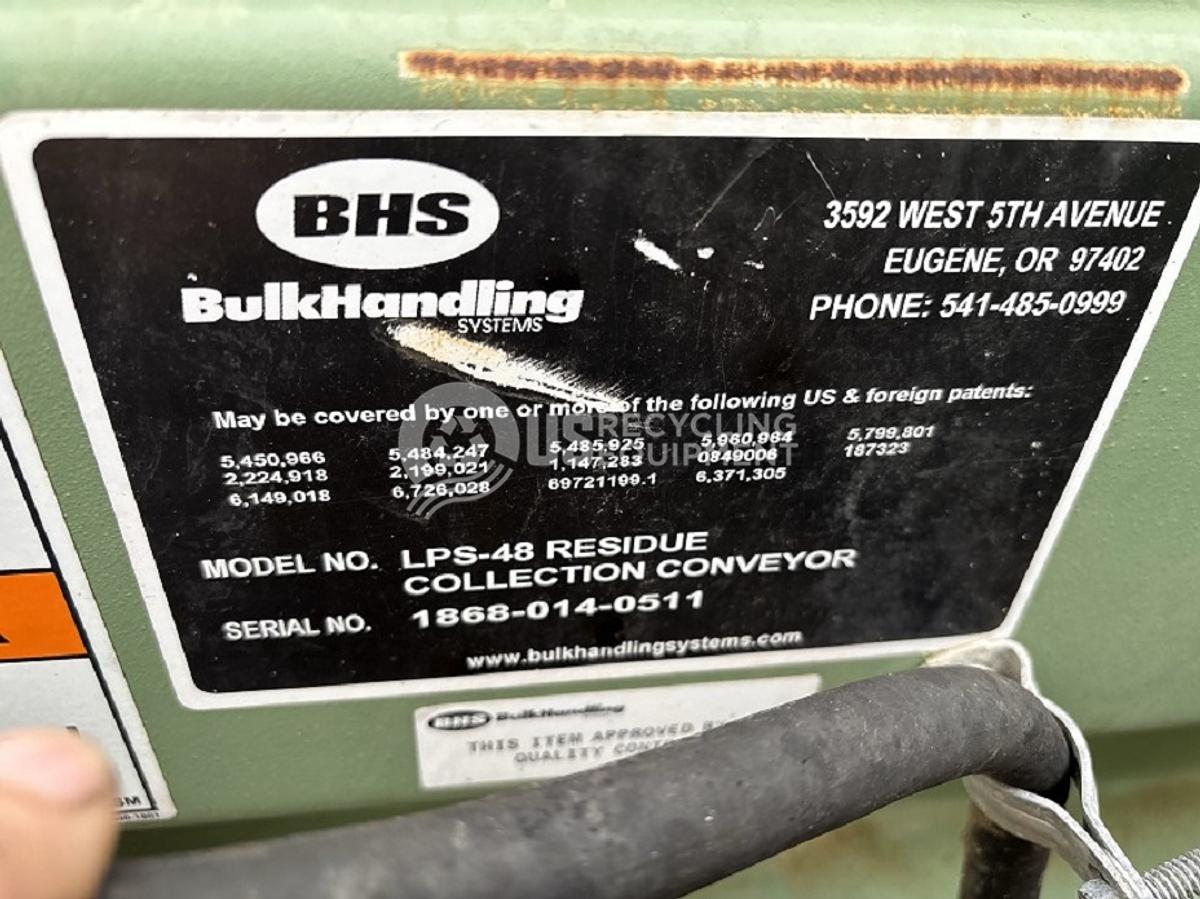 BHS
BulkHandling
SYSTEMS
3592 WEST 5TH AVENUE
EUGENE, OR 97402
PHONE: 541-485-0999
May be covered by one or more of the following US & foreign patents:
5,450,966 5,484,247 5,485,925 5,960,964 5,799,801
2,224,918 2,199,021 1,147,283 0849006 187323
6,149,018 6,726,028 69721199.1 6,371,305
US RECYCLING
EQUIPMENT
MODEL NO. LPS-48 RESIDUE
COLLECTION CONVEYOR
SERIAL NO. 1868-014-0511
www.bulkhandlingsystems.com
BHS BulkHandling
THIS ITEM APPROVED
QUALITY